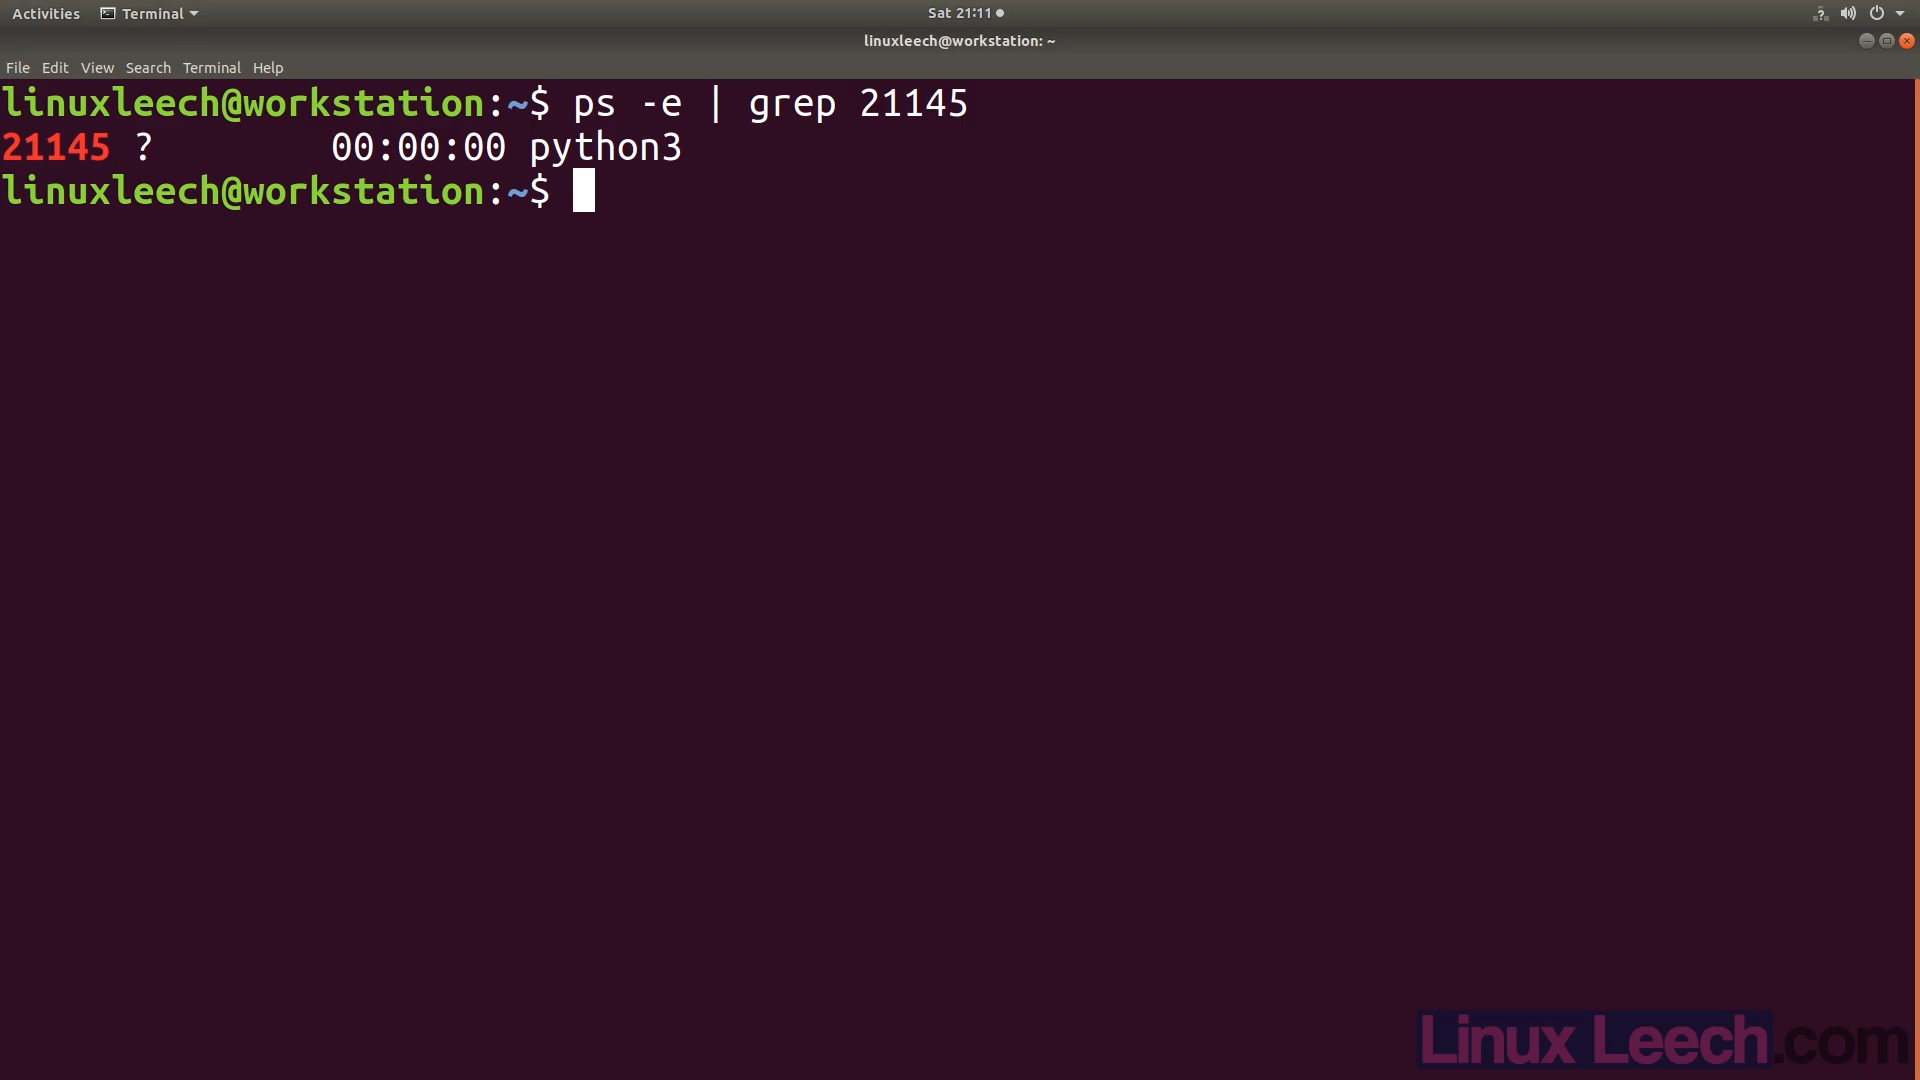 Activities Terminal Sat 21:11
linuxleech@workstation: ~
File Edit View Search Terminal Help
linuxleech@workstation:~$ ps -e | grep 21145
21145 ? 00:00:00 python3
linuxleech@workstation:~$
Linux Leech.com